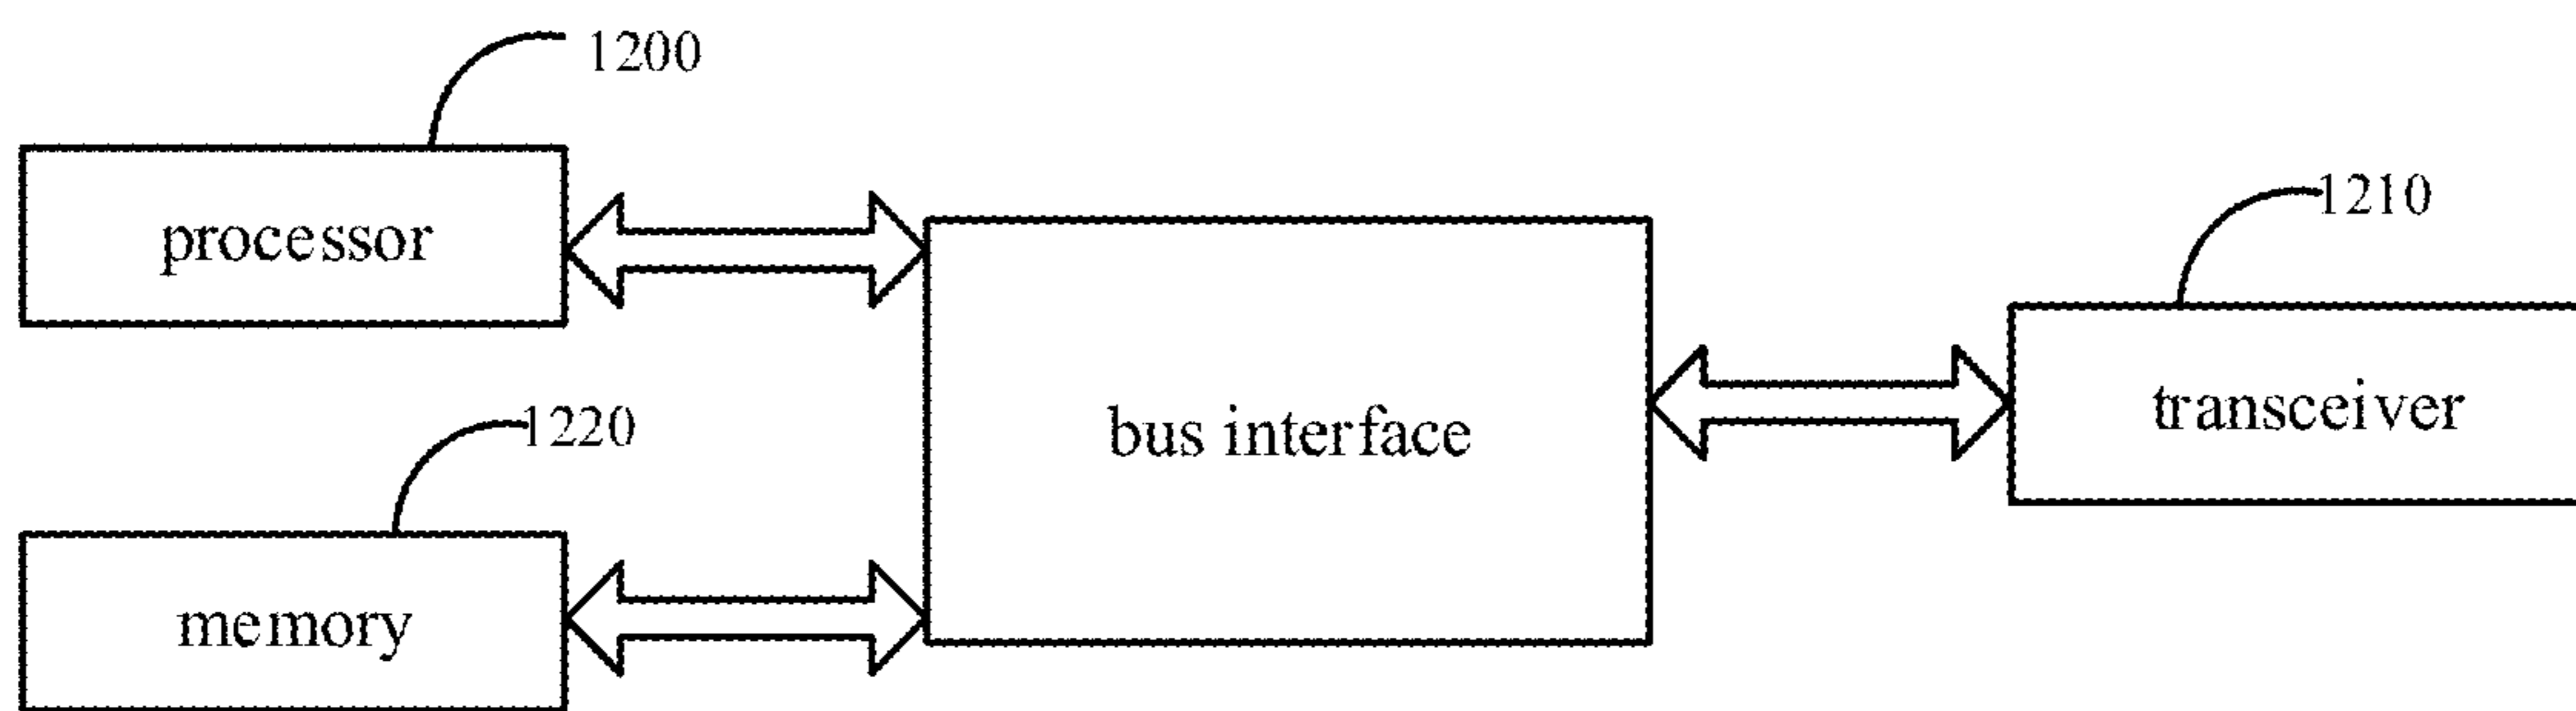 1200
processor
1210
bus interface
transceiver
1220
memory